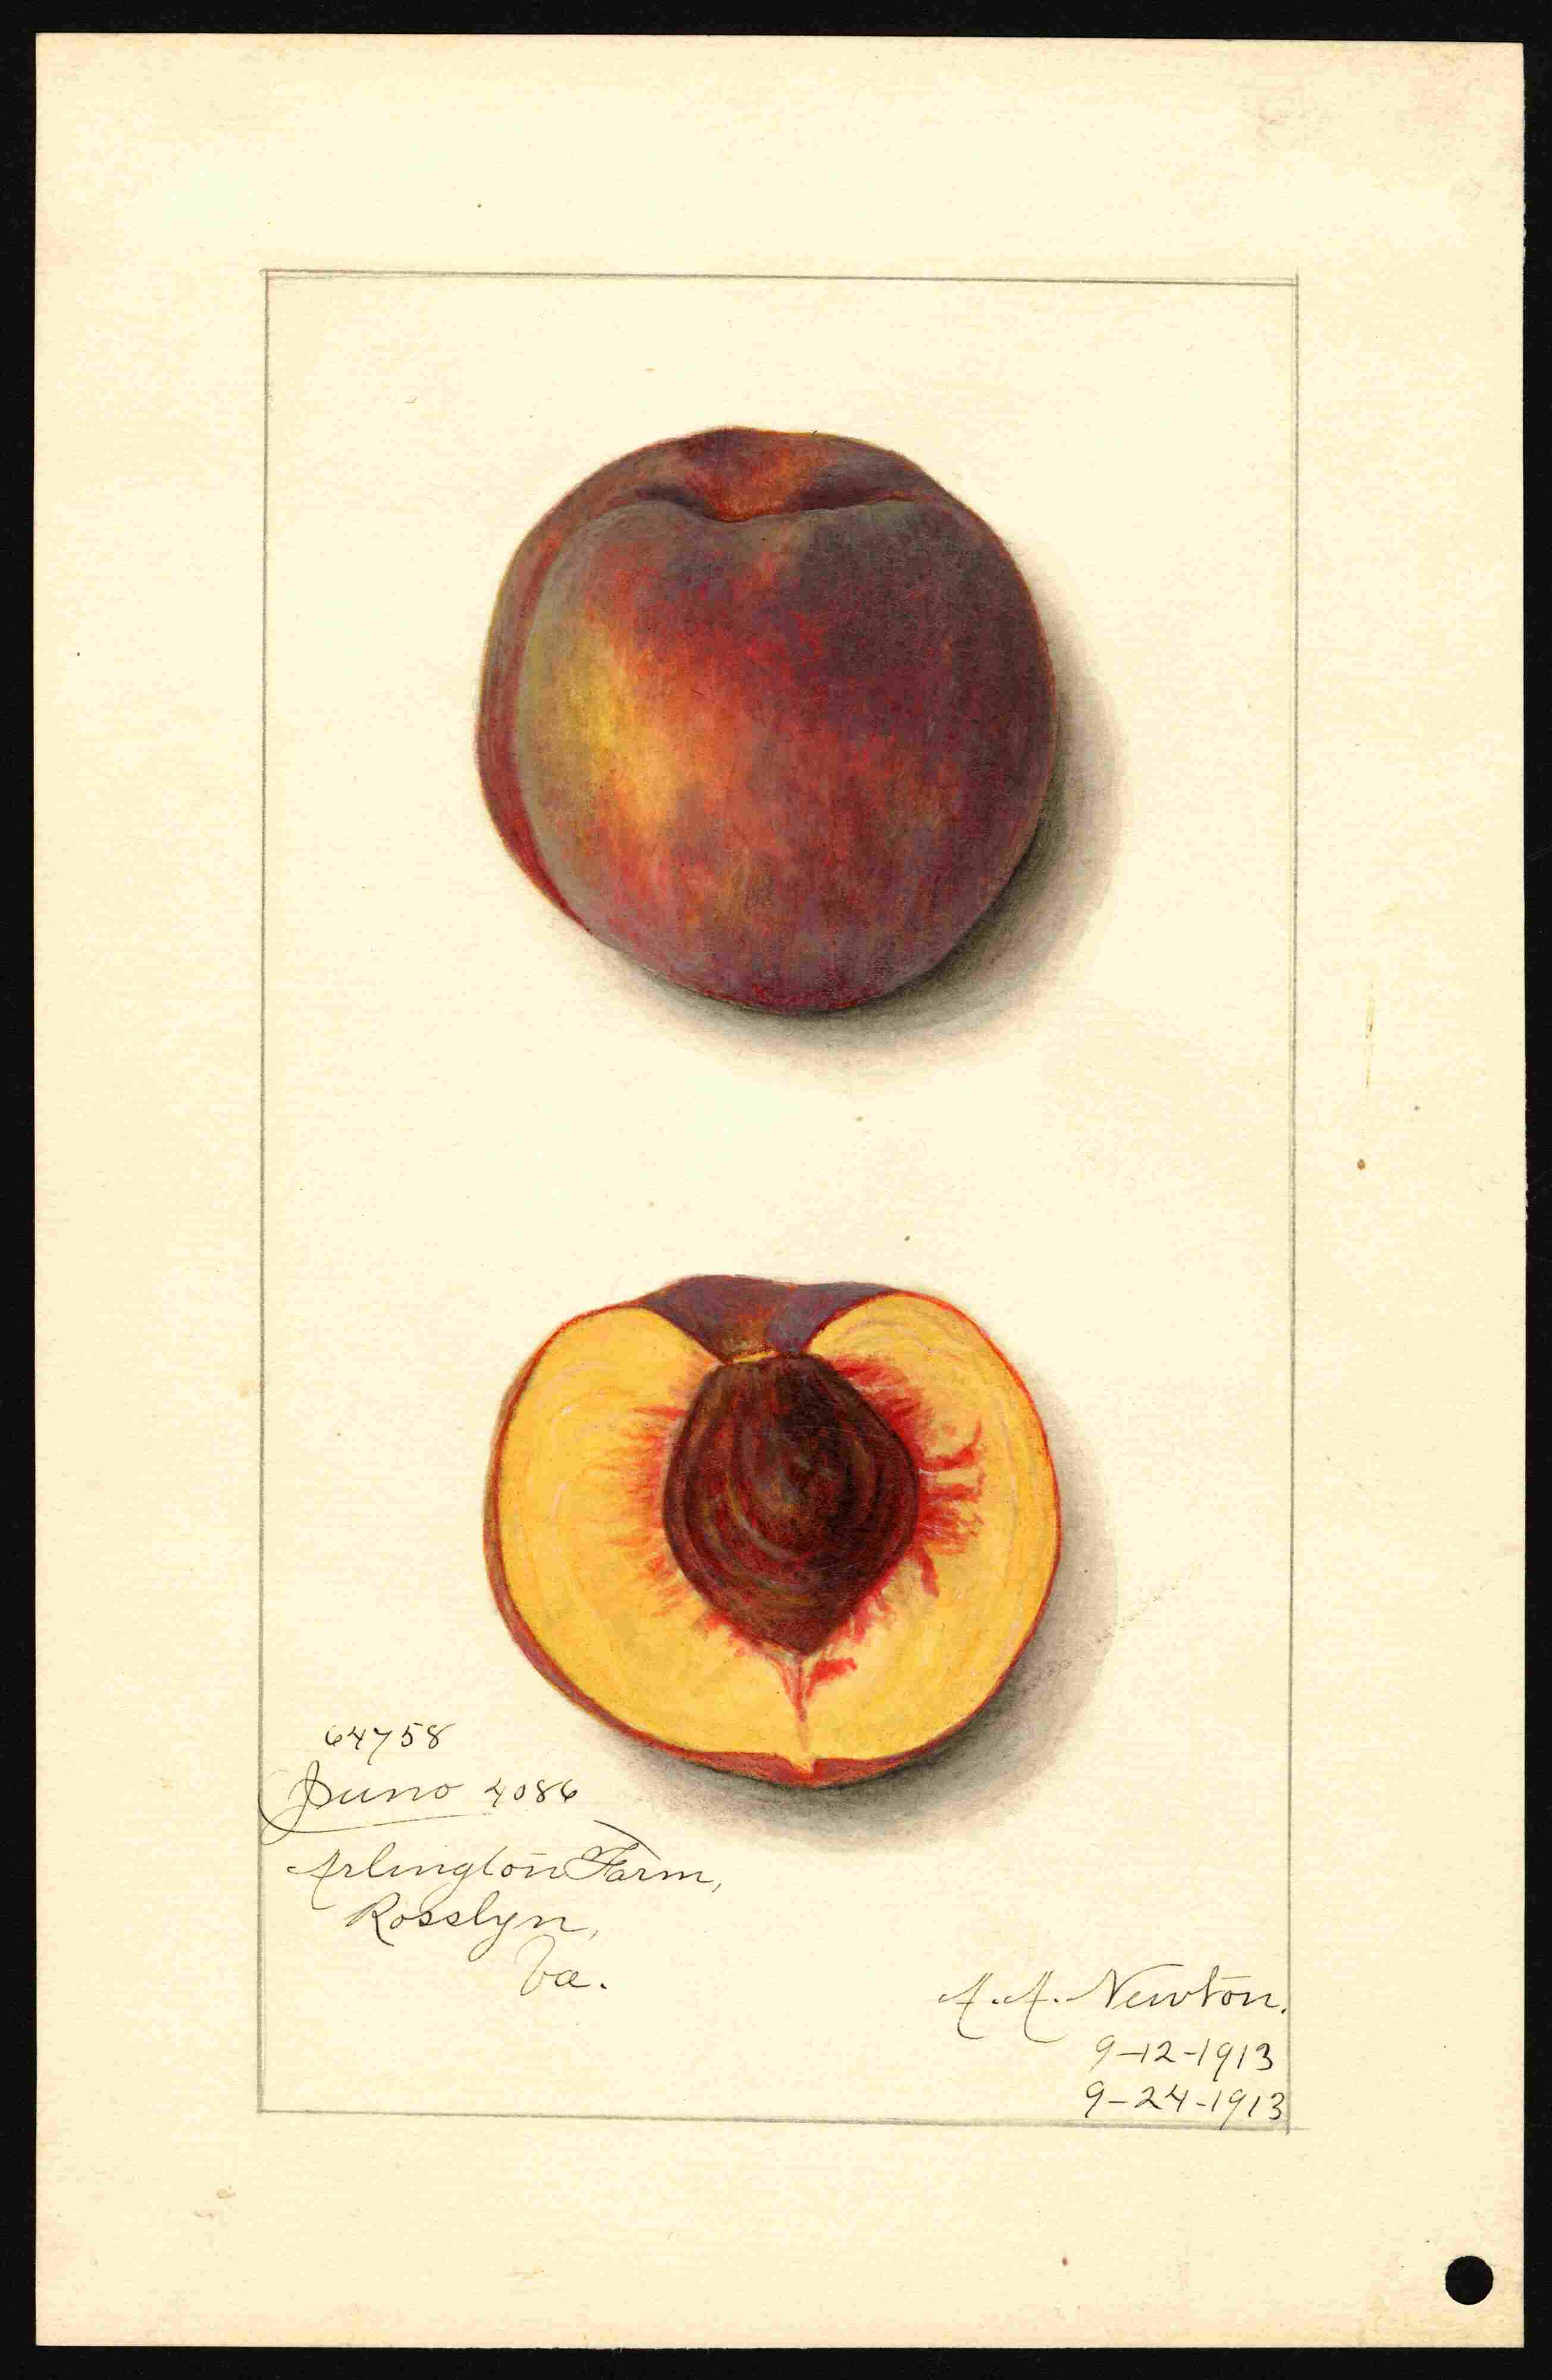 64758
Juno 4086
Arlington Farm,
Rosslyn,
Va.
A. A. Newton.
9-12-1913
9-24-1913